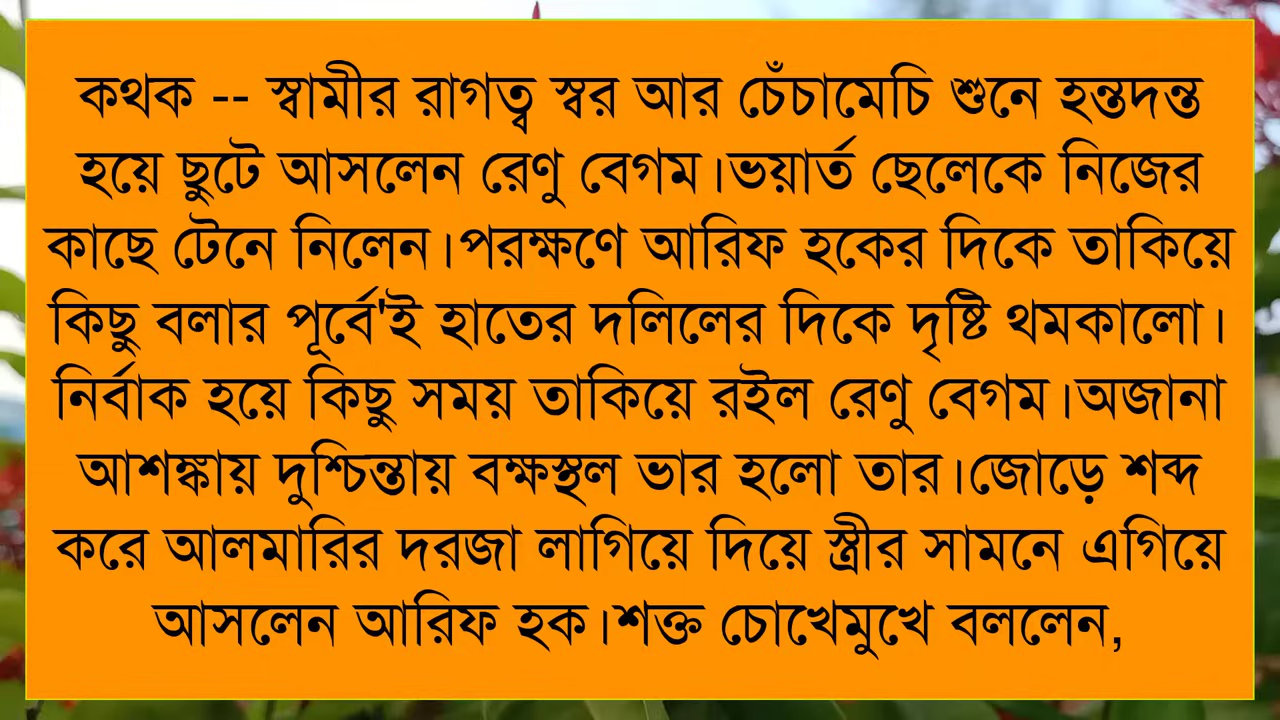 কথক -- স্বামীর রাগত্ব স্বর আর চেঁচামেচি শুনে হন্তদন্ত
হয়ে ছুটে আসলেন রেণু বেগম।ভয়ার্ত ছেলেকে নিজের
কাছে টেনে নিলেন।পরক্ষণে আরিফ হকের দিকে তাকিয়ে
কিছু বলার পূর্বে'ই হাতের দলিলের দিকে দৃষ্টি থমকালো।
নির্বাক হয়ে কিছু সময় তাকিয়ে রইল রেণু বেগম।অজানা
আশঙ্কায় দুশ্চিন্তায় বক্ষস্থল ভার হলো তার।জোড়ে শব্দ
করে আলমারির দরজা লাগিয়ে দিয়ে স্ত্রীর সামনে এগিয়ে
আসলেন আরিফ হক।শক্ত চোখেমুখে বললেন,